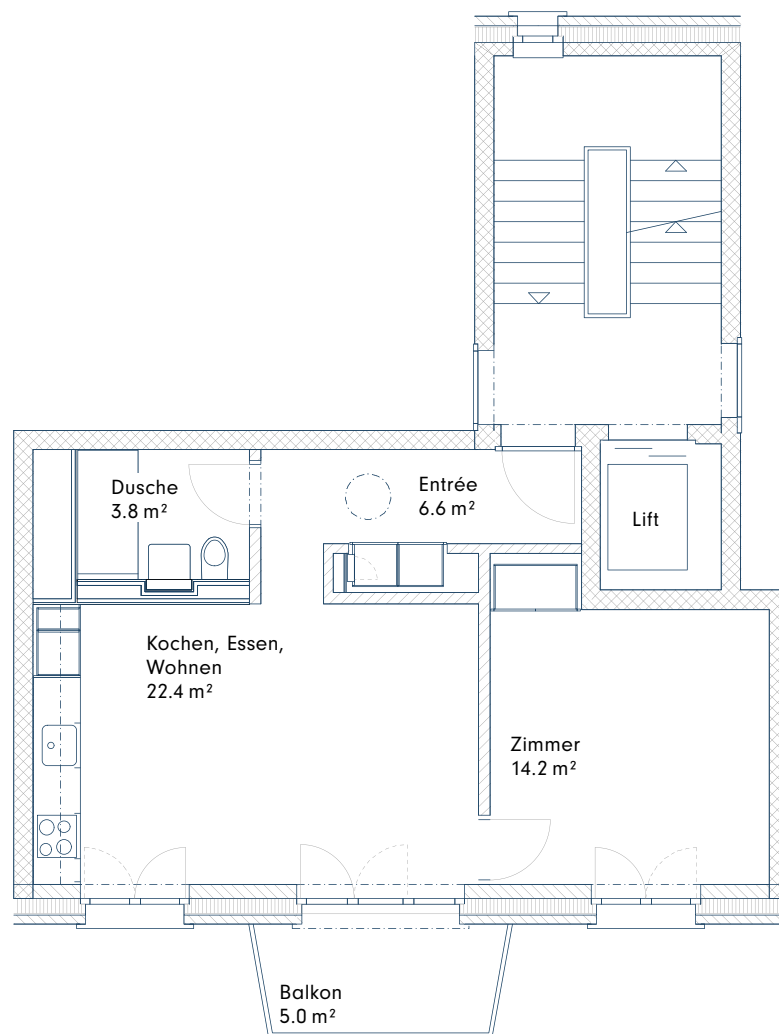 Dusche
3.8 m²
Entrée
6.6 m²
Lift
Kochen, Essen,
Wohnen
22.4 m²
Zimmer
14.2 m²
Balkon
5.0 m²